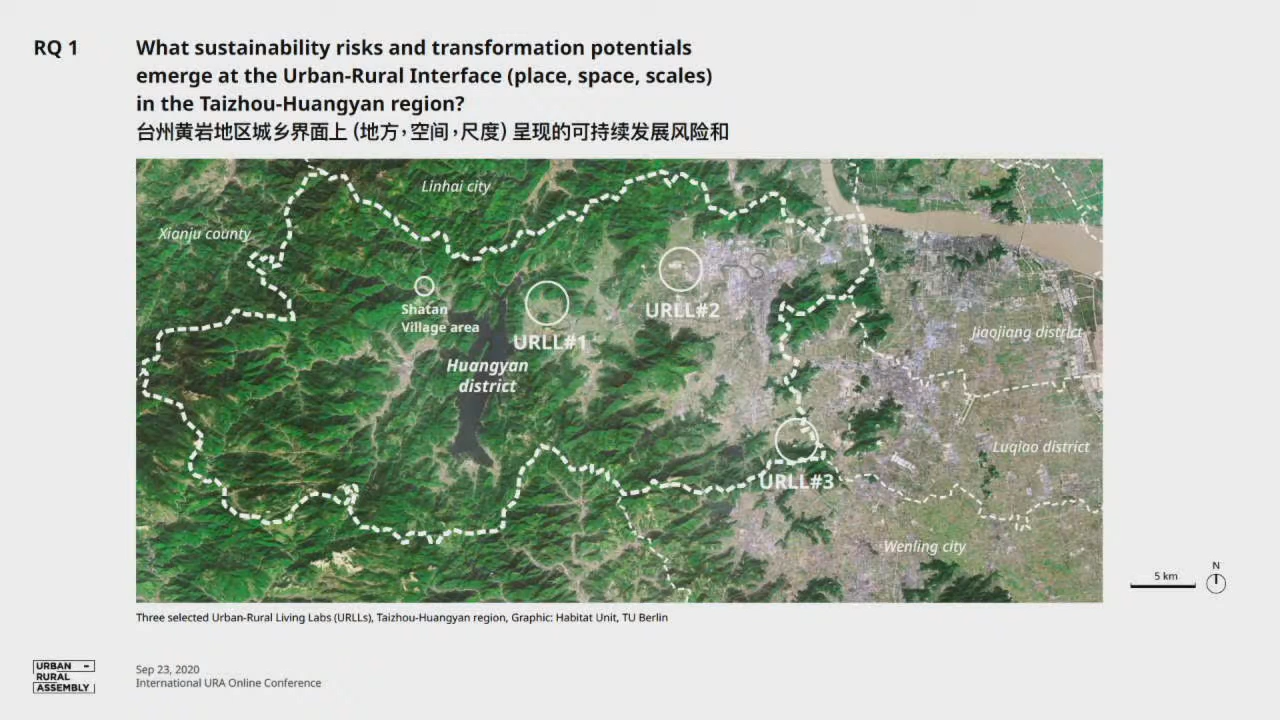 RQ 1
What sustainability risks and transformation potentials
emerge at the Urban-Rural Interface (place, space, scales)
in the Taizhou-Huangyan region?
台州黄岩地区城乡界面上 (地方，空间，尺度) 呈现的可持续发展风险和
Linhai city
Xianju county
Shatan
Village area
URLL#1
URLL#2
Huangyan
district
Jiaojiang district
Luqiao district
URLL#3
Wenling city
5 km
N
Three selected Urban-Rural Living Labs (URLLs), Taizhou-Huangyan region, Graphic: Habitat Unit, TU Berlin
URBAN –
RURAL
ASSEMBLY
Sep 23, 2020
International URA Online Conference